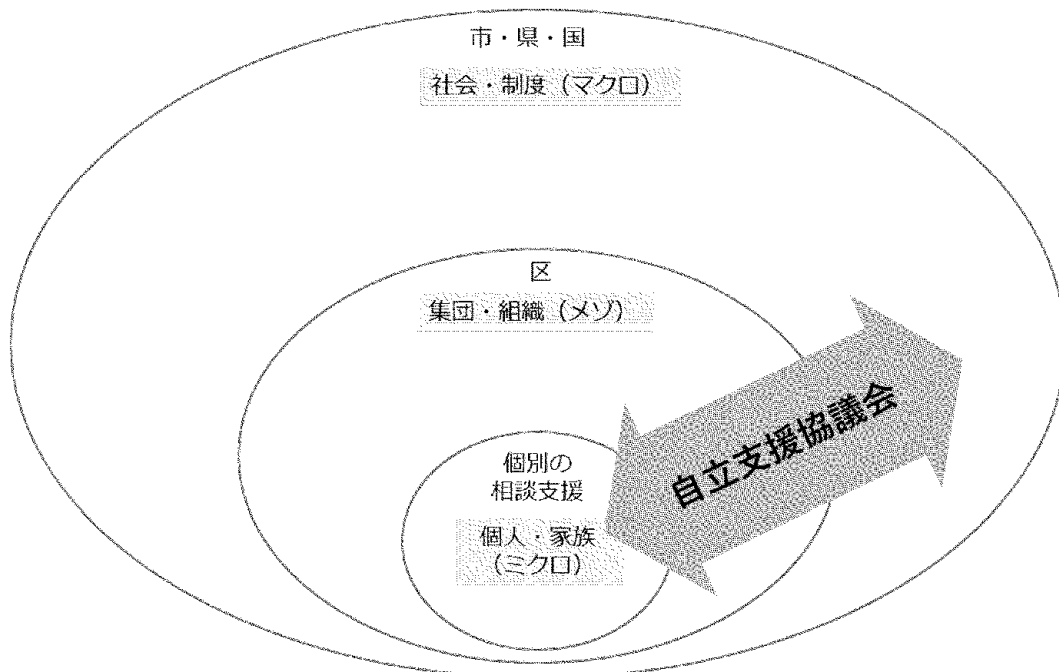 市・県・国
社会・制度（マクロ）
区
集団・組織（メゾ）
自立支援協議会
個別の
相談支援
個人・家族
（ミクロ）